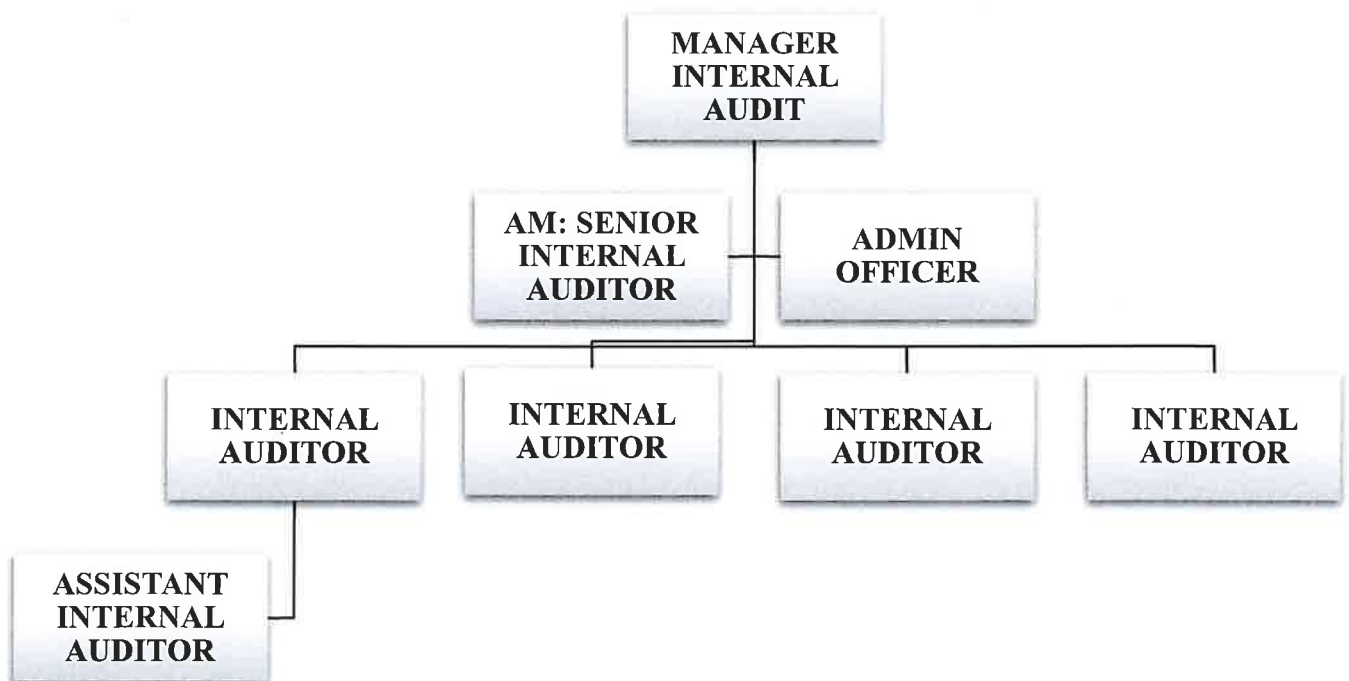 MANAGER
INTERNAL
AUDIT
AM: SENIOR
INTERNAL
AUDITOR
ADMIN
OFFICER
INTERNAL
AUDITOR
INTERNAL
AUDITOR
INTERNAL
AUDITOR
INTERNAL
AUDITOR
ASSISTANT
INTERNAL
AUDITOR